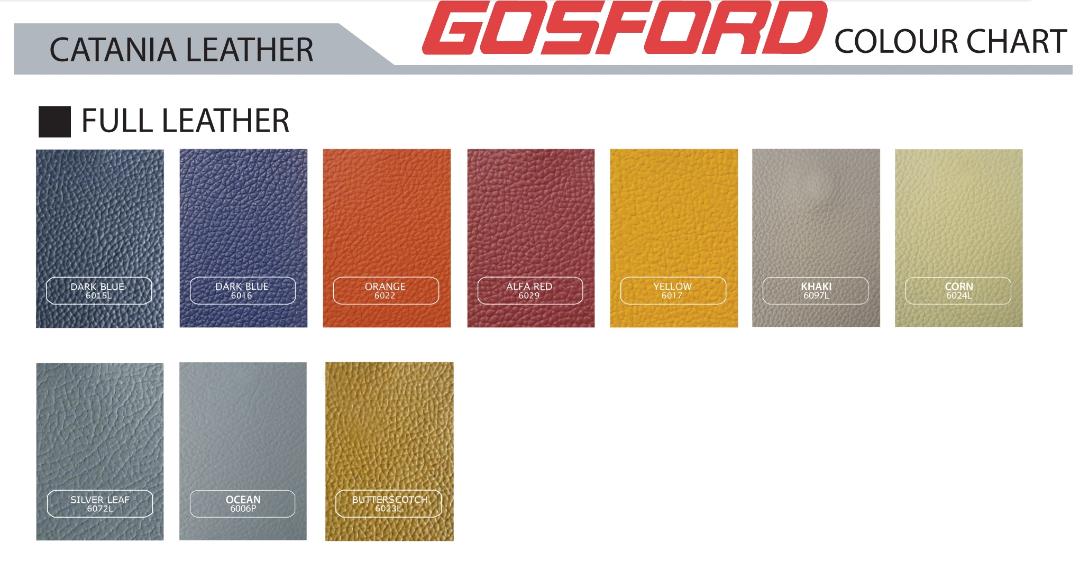 CATANIA LEATHER
GOSFORD COLOUR CHART
FULL LEATHER
DARK BLUE
6015L
DARK BLUE
6016
ORANGE
6022
ALFA RED
6029
YELLOW
6017
KHAKI
6097L
CORN
6024L
SILVER LEAF
6072L
OCEAN
6006P
BUTTERSCOTCH
6023L